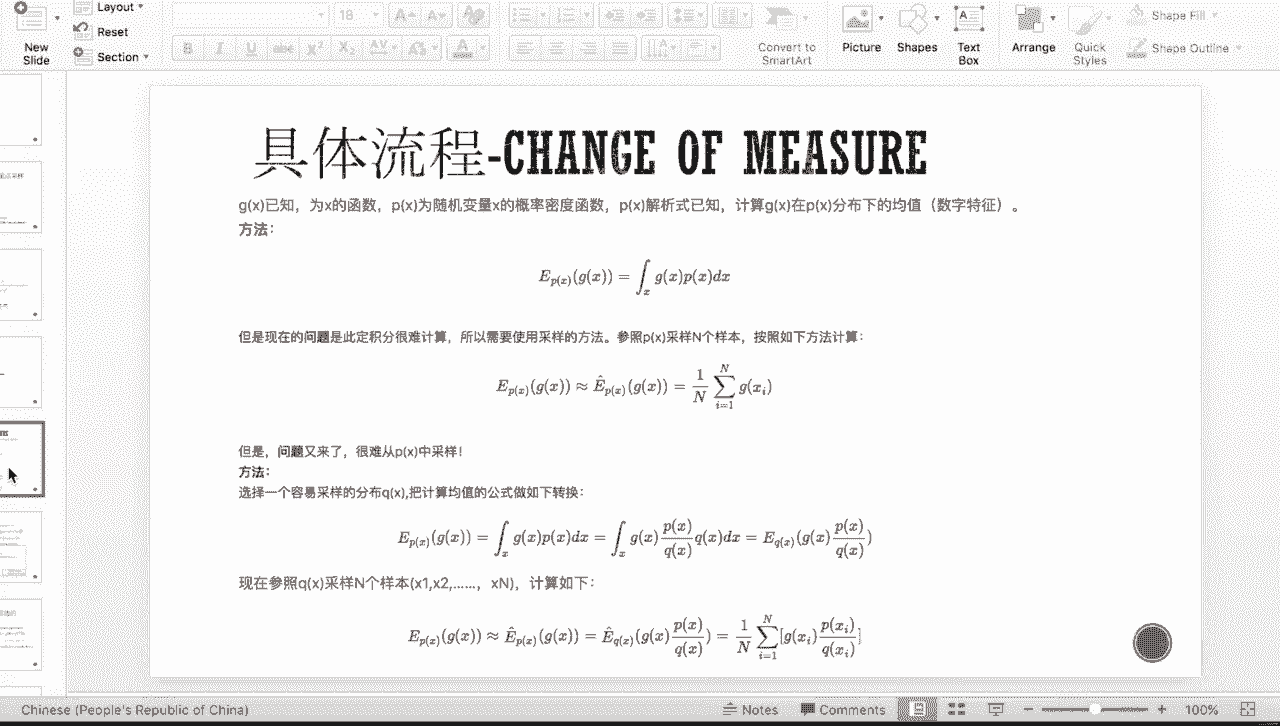 Layout
Reset
Section
New Slide
18
B I U abc X² X₂ AV
A
Convert to SmartArt
Picture
Shapes
Text Box
Arrange
Quick Styles
Shape Fill
Shape Outline
具体流程-CHANGE OF MEASURE
g(x)已知，为x的函数，p(x)为随机变量x的概率密度函数，p(x)解析式已知，计算g(x)在p(x)分布下的均值（数字特征）。
方法：
E_{p(x)}(g(x)) = ∫_x g(x)p(x)dx
但是现在的问题是此定积分很难计算，所以需要使用采样的方法。参照p(x)采样N个样本，按照如下方法计算：
E_{p(x)}(g(x)) ≈ Ê_{p(x)}(g(x)) = \frac{1}{N} \sum_{i=1}^{N} g(x_i)
但是，问题又来了，很难从p(x)中采样！
方法：
选择一个容易采样的分布q(x),把计算均值的公式做如下转换：
E_{p(x)}(g(x)) = ∫_x g(x)p(x)dx = ∫_x g(x)\frac{p(x)}{q(x)}q(x)dx = E_{q(x)}(g(x)\frac{p(x)}{q(x)})
现在参照q(x)采样N个样本(x1,x2,……，xN)，计算如下：
E_{p(x)}(g(x)) ≈ Ê_{p(x)}(g(x)) = Ê_{q(x)}(g(x)\frac{p(x)}{q(x)}) = \frac{1}{N} \sum_{i=1}^{N} [g(x_i)\frac{p(x_i)}{q(x_i)}]
Chinese (People's Republic of China)
Notes
Comments
100%